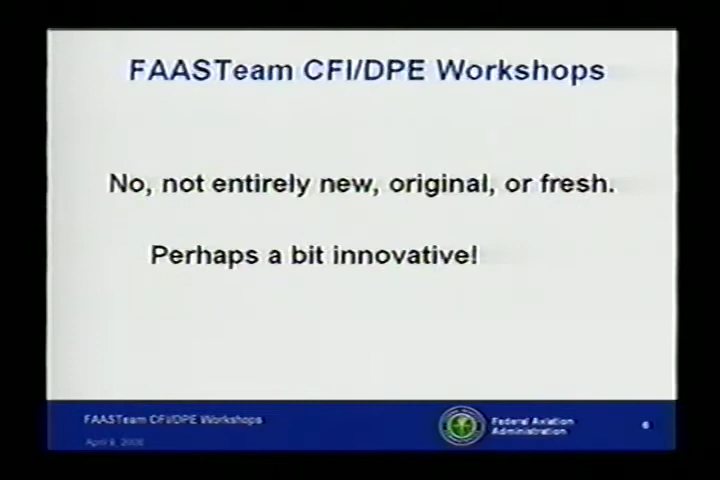 FAASTeam CFI/DPE Workshops
No, not entirely new, original, or fresh.
Perhaps a bit innovative!
FAASTeam CFI/DPE Workshops
Federal Aviation
Administration
6
April